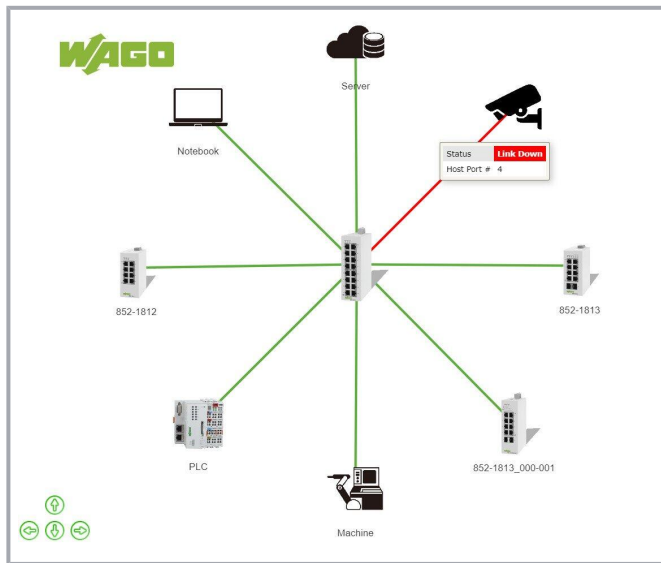 WAGO
Server
Notebook
Status Link Down
Host Port # 4
852-1812
852-1813
PLC
852-1813_000-001
Machine